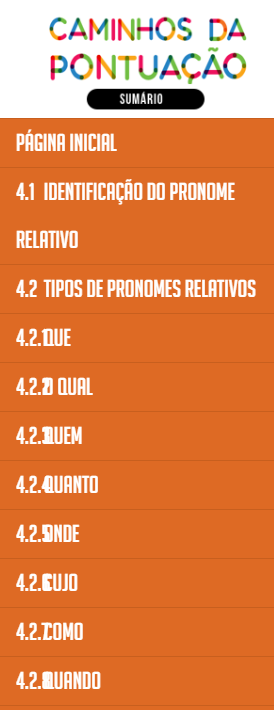 CAMINHOS DA
PONTUAÇÃO
SUMÁRIO
PÁGINA INICIAL
4.1 IDENTIFICAÇÃO DO PRONOME
RELATIVO
4.2 TIPOS DE PRONOMES RELATIVOS
4.2.1 QUE
4.2.2 O QUAL
4.2.3 QUEM
4.2.4 QUANTO
4.2.5 ONDE
4.2.6 CUJO
4.2.7 COMO
4.2.8 QUANDO